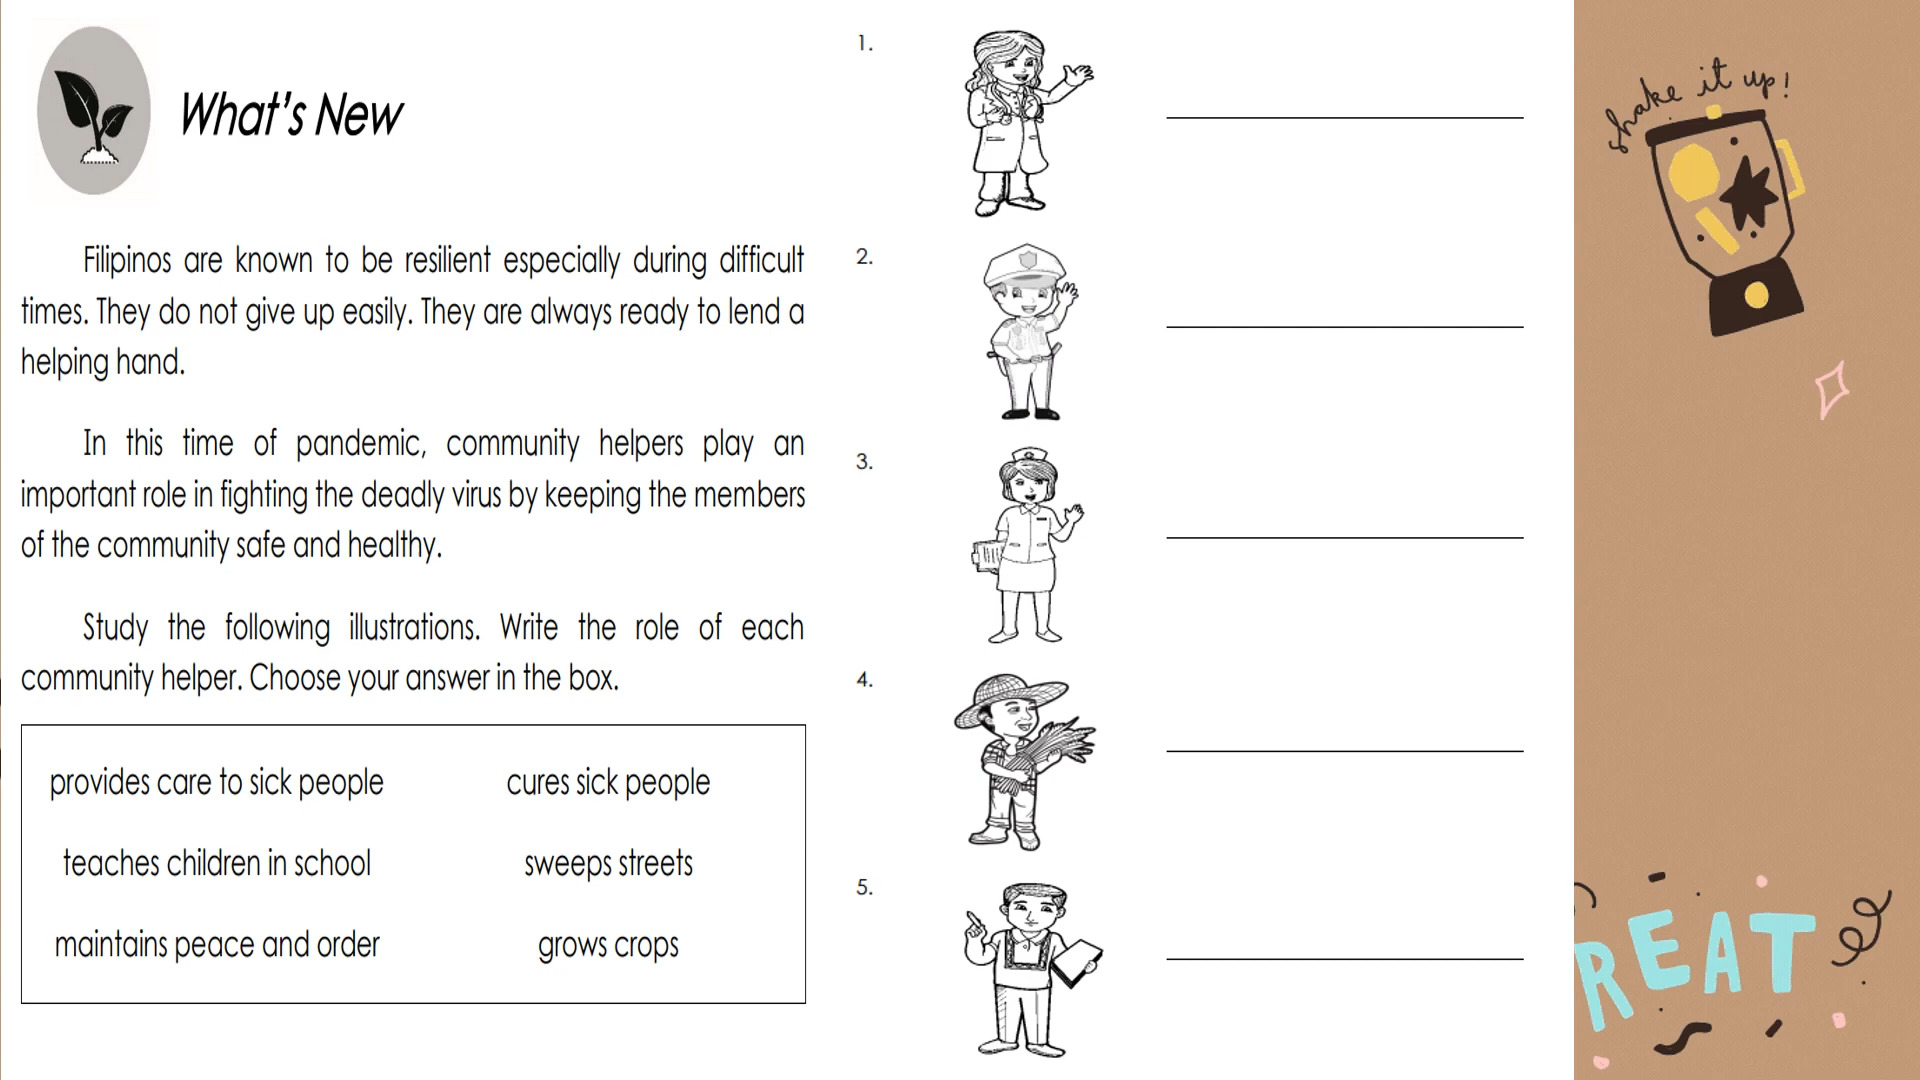 What's New
Filipinos are known to be resilient especially during difficult
times. They do not give up easily. They are always ready to lend a
helping hand.
In this time of pandemic, community helpers play an
important role in fighting the deadly virus by keeping the members
of the community safe and healthy.
Study the following illustrations. Write the role of each
community helper. Choose your answer in the box.
provides care to sick people
cures sick people
teaches children in school
sweeps streets
maintains peace and order
grows crops
1.
2.
3.
4.
5.
shake it up!
REAT